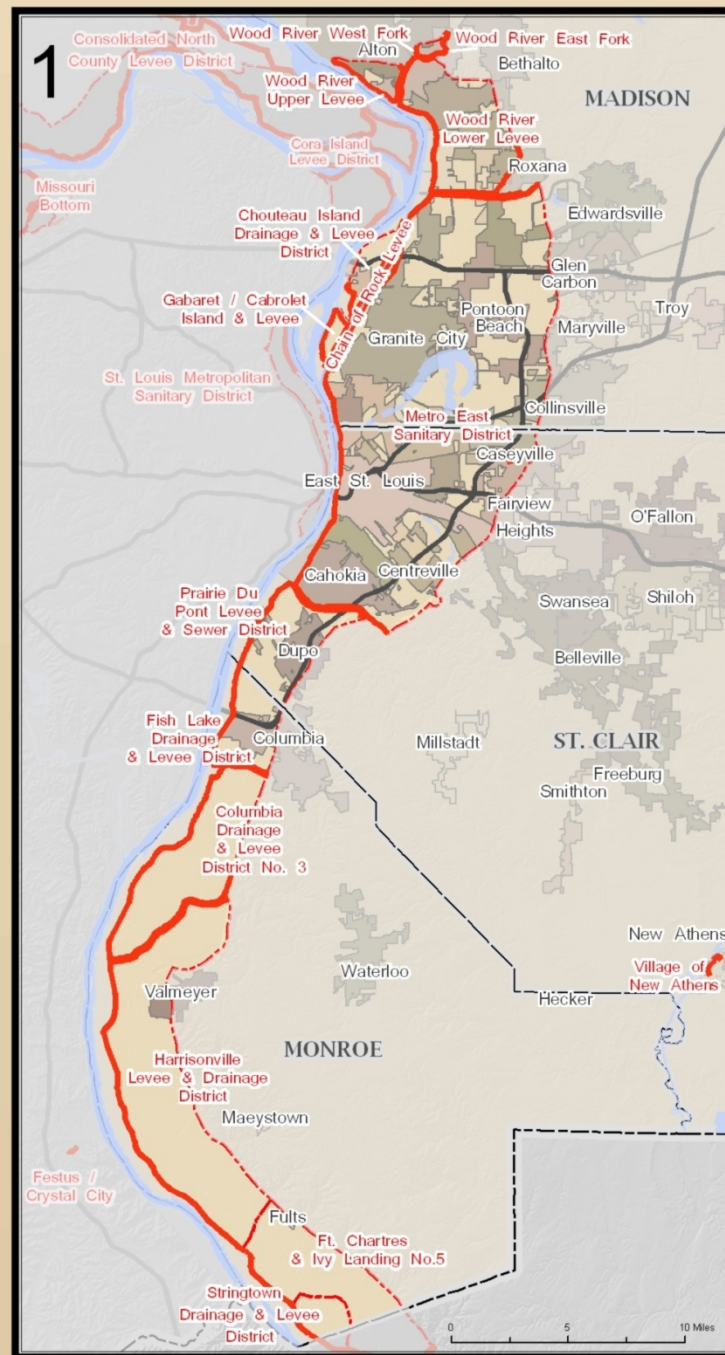 1
Consolidated North
County Levee District
Wood River West Fork
Alton
Wood River East Fork
Bethalto
Wood River
Upper Levee
MADISON
Wood River
Lower Levee
Cora Island
Levee District
Roxana
Missouri
Bottom
Edwardsville
Chouteau Island
Drainage & Levee
District
Chain of Rock Levee
Glen
Carbon
Gabaret / Cabrolet
Island & Levee
Pontoon
Beach
Troy
Maryville
Granite City
St. Louis Metropolitan
Sanitary District
Collinsville
Metro East
Sanitary District
Caseyville
East St. Louis
Fairview
Heights
O'Fallon
Cahokia
Centreville
Prairie Du
Pont Levee
& Sewer District
Swansea
Shiloh
Dupo
Belleville
Fish Lake
Drainage
& Levee District
Columbia
Millstadt
ST. CLAIR
Freeburg
Smithton
Columbia
Drainage
& Levee
District No. 3
New Athens
Village of
New Athens
Waterloo
Hecker
Valmeyer
MONROE
Harrisonville
Levee & Drainage
District
Maeystown
Festus /
Crystal City
Fults
Ft. Chartres
& Ivy Landing No.5
Stringtown
Drainage & Levee
District
0 5 10 Miles